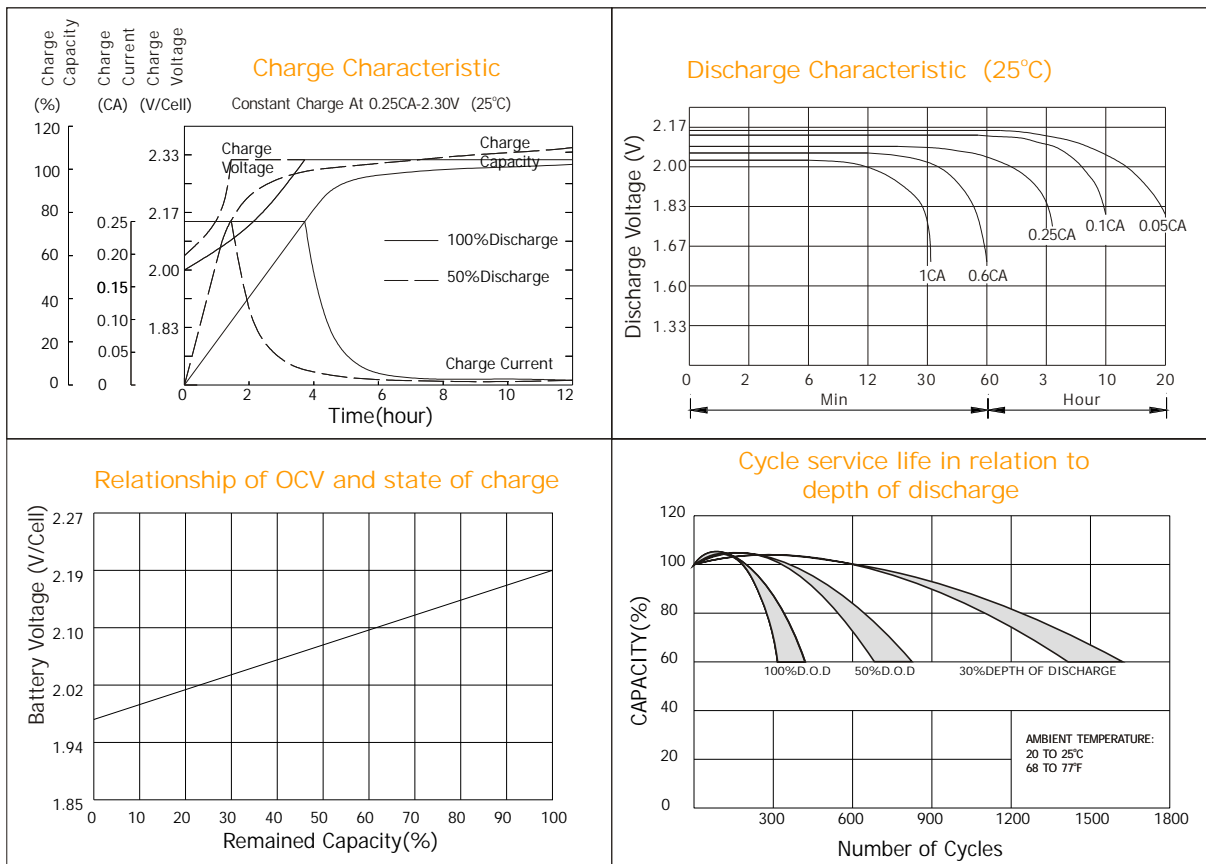 Charge Capacity
Charge Current
Charge Voltage
(%)
(CA)
(V/Cell)
Charge Characteristic
Constant Charge At 0.25CA-2.30V (25°C)
120
100
80
60
40
20
0
0.25
0.20
0.15
0.10
0.05
0
2.33
2.17
2.00
1.83
Charge
Voltage
Charge
Capacity
100%Discharge
50%Discharge
Charge Current
0 2 4 6 8 10 12
Time(hour)
Discharge Characteristic (25°C)
Discharge Voltage (V)
2.17
2.00
1.83
1.67
1.60
1.33
1CA
0.6CA
0.25CA
0.1CA
0.05CA
0 2 6 12 30 60 3 10 20
Min
Hour
Relationship of OCV and state of charge
Battery Voltage (V/Cell)
2.27
2.19
2.10
2.02
1.94
1.85
0 10 20 30 40 50 60 70 80 90 100
Remained Capacity(%)
Cycle service life in relation to
depth of discharge
CAPACITY(%)
120
100
80
60
40
20
0
100%D.O.D
50%D.O.D
30%DEPTH OF DISCHARGE
AMBIENT TEMPERATURE:
20 TO 25°C
68 TO 77°F
300 600 900 1200 1500 1800
Number of Cycles